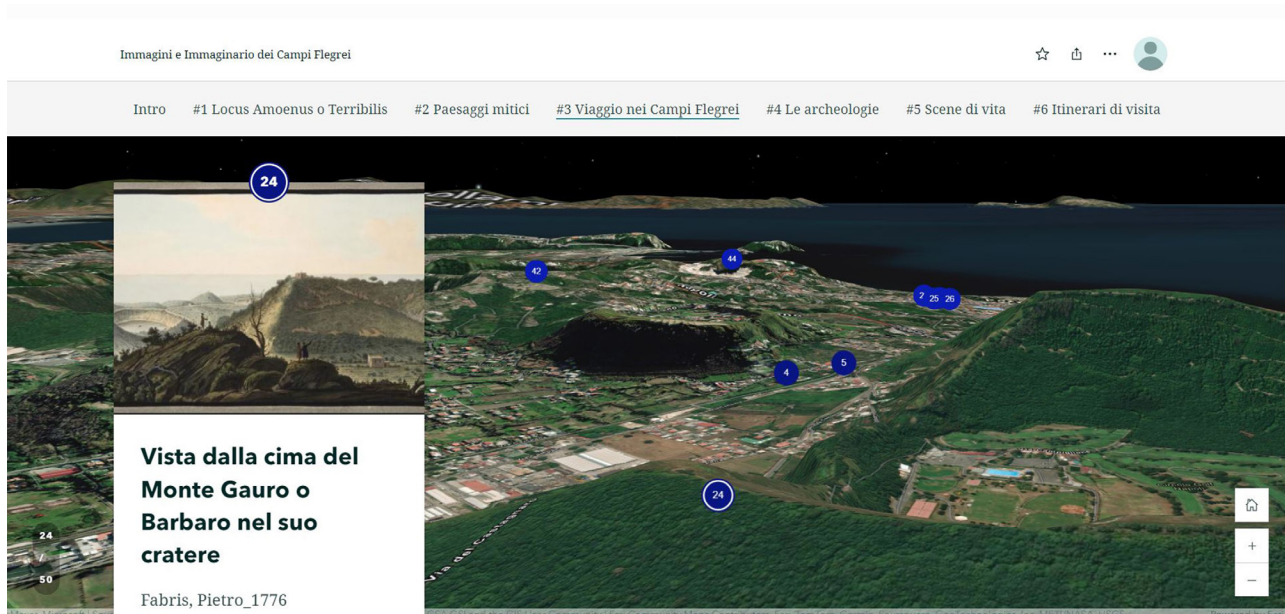 Immagini e Immaginario dei Campi Flegrei
Intro #1 Locus Amoenus o Terribilis #2 Paesaggi mitici #3 Viaggio nei Campi Flegrei #4 Le archeologie #5 Scene di vita #6 Itinerari di visita
24
42
44
2 25 26
4
5
24
Vista dalla cima del
Monte Gauro o
Barbaro nel suo
cratere
Fabris, Pietro_1776
24
/
50
+
−